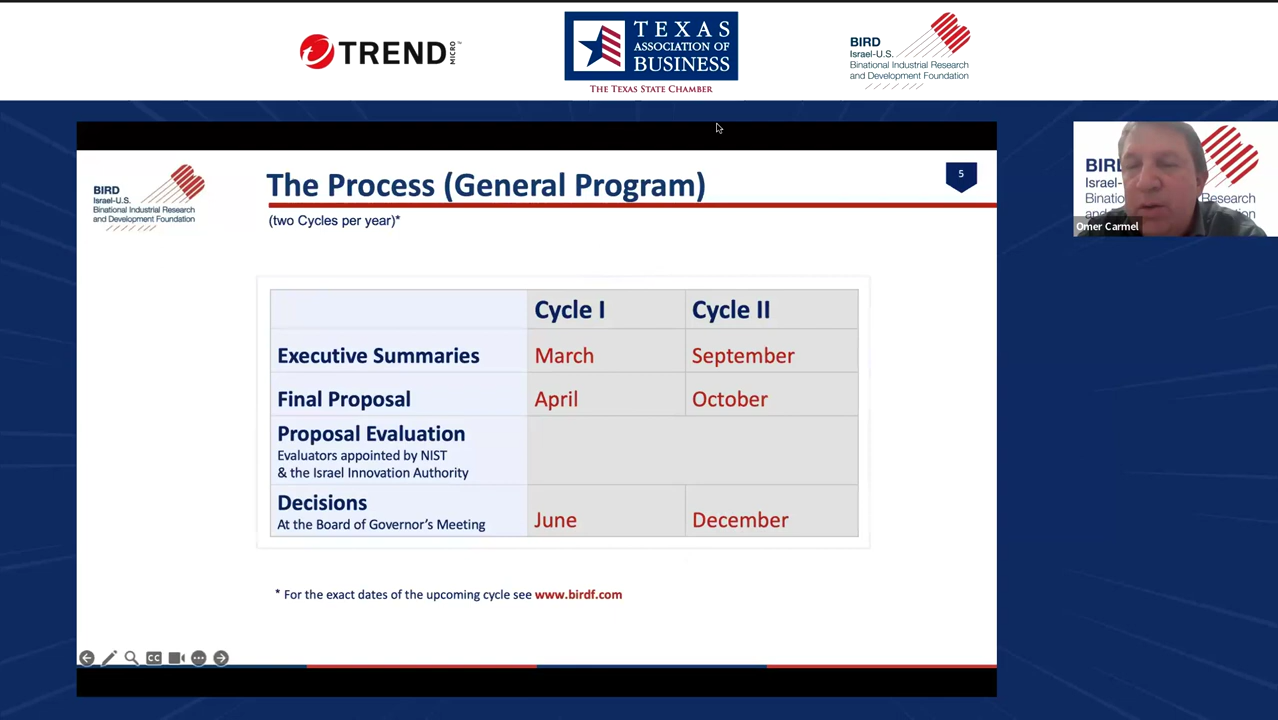 TREND
MICRO™
TEXAS
ASSOCIATION OF
BUSINESS
THE TEXAS STATE CHAMBER
BIRD
Israel-U.S.
Binational Industrial Research
and Development Foundation
BIRD
Israel-U.S.
Binational Industrial Research
and Development Foundation
The Process (General Program)
5
(two Cycles per year)*
Cycle I Cycle II
Executive Summaries March September
Final Proposal April October
Proposal Evaluation
Evaluators appointed by NIST
& the Israel Innovation Authority
Decisions
At the Board of Governor's Meeting June December
* For the exact dates of the upcoming cycle see www.birdf.com
CC
Research
Omer Carmel